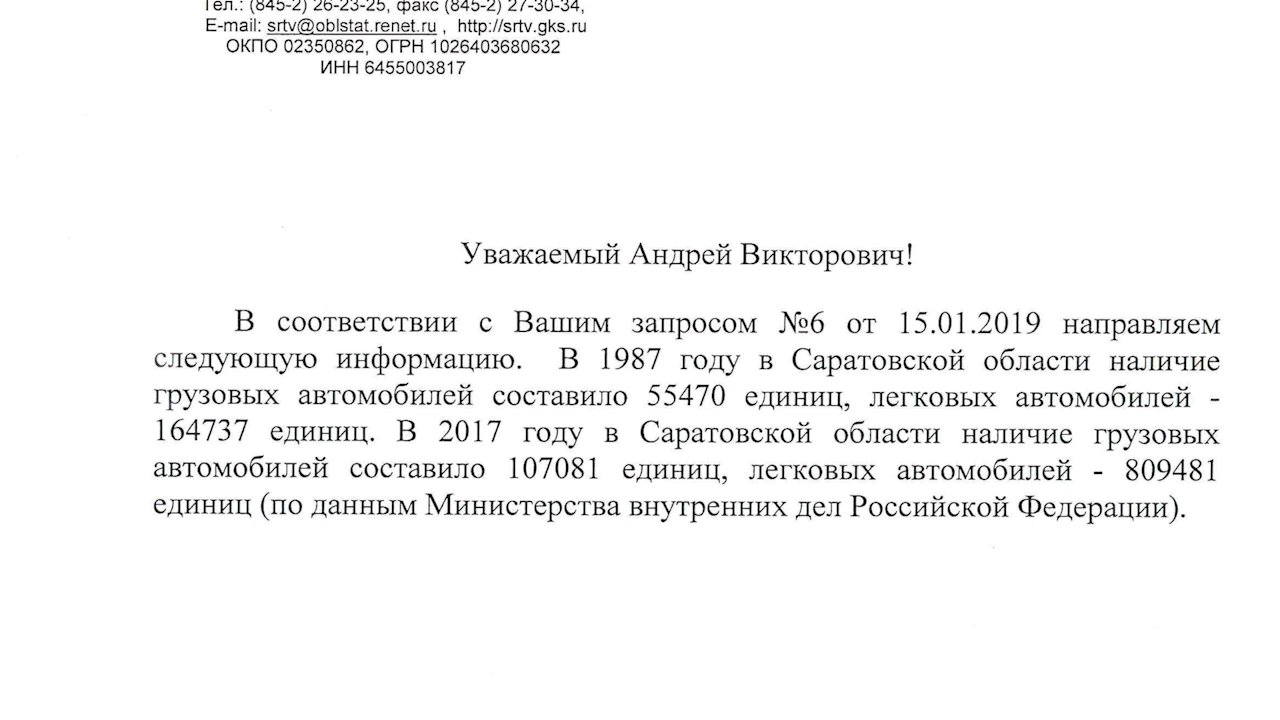 Тел.: (845-2) 26-23-25, факс (845-2) 27-30-34,
E-mail: srtv@oblstat.renet.ru , http://srtv.gks.ru
ОКПО 02350862, ОГРН 1026403680632
ИНН 6455003817
Уважаемый Андрей Викторович!
В соответствии с Вашим запросом №6 от 15.01.2019 направляем
следующую информацию. В 1987 году в Саратовской области наличие
грузовых автомобилей составило 55470 единиц, легковых автомобилей -
164737 единиц. В 2017 году в Саратовской области наличие грузовых
автомобилей составило 107081 единиц, легковых автомобилей - 809481
единиц (по данным Министерства внутренних дел Российской Федерации).